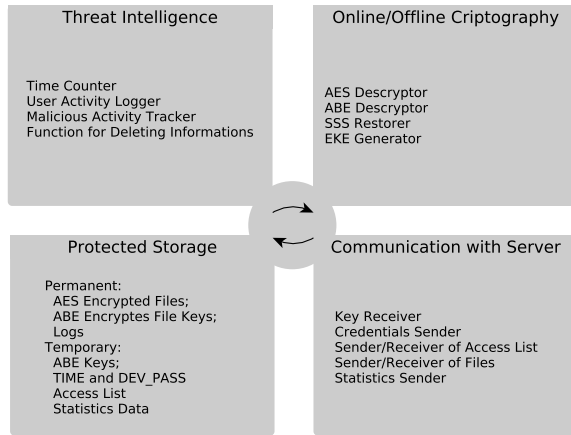 Threat Intelligence
Time Counter
User Activity Logger
Malicious Activity Tracker
Function for Deleting Informations
Online/Offline Criptography
AES Descryptor
ABE Descryptor
SSS Restorer
EKE Generator
Protected Storage
Permanent:
AES Encrypted Files;
ABE Encryptes File Keys;
Logs
Temporary:
ABE Keys;
TIME and DEV_PASS
Access List
Statistics Data
Communication with Server
Key Receiver
Credentials Sender
Sender/Receiver of Access List
Sender/Receiver of Files
Statistics Sender